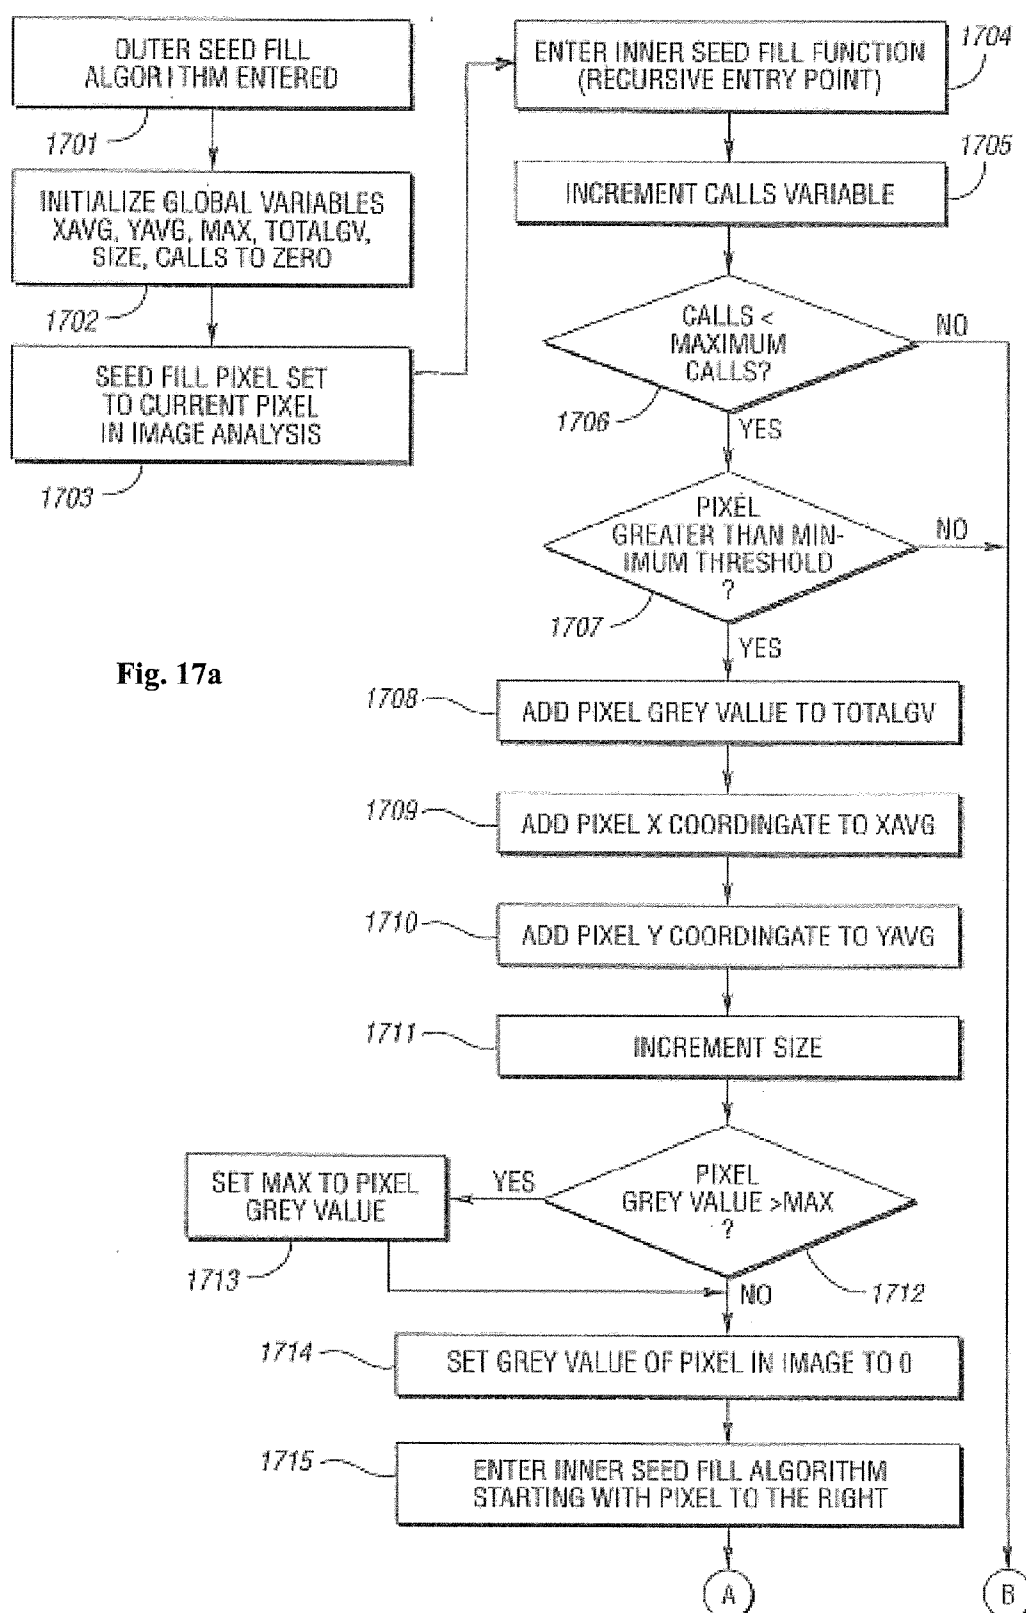 OUTER SEED FILL
ALGORITHM ENTERED
1701
INITIALIZE GLOBAL VARIABLES
XAVG, YAVG, MAX, TOTALGV,
SIZE, CALLS TO ZERO
1702
SEED FILL PIXEL SET
TO CURRENT PIXEL
IN IMAGE ANALYSIS
1703
ENTER INNER SEED FILL FUNCTION
(RECURSIVE ENTRY POINT)
1704
INCREMENT CALLS VARIABLE
1705
CALLS <
MAXIMUM
CALLS?
NO
1706
YES
PIXEL
GREATER THAN MIN-
IMUM THRESHOLD
?
NO
1707
YES
Fig. 17a
1708
ADD PIXEL GREY VALUE TO TOTALGV
1709
ADD PIXEL X COORDINGATE TO XAVG
1710
ADD PIXEL Y COORDINGATE TO YAVG
1711
INCREMENT SIZE
PIXEL
GREY VALUE >MAX
?
YES
SET MAX TO PIXEL
GREY VALUE
1713
NO
1712
1714
SET GREY VALUE OF PIXEL IN IMAGE TO 0
1715
ENTER INNER SEED FILL ALGORITHM
STARTING WITH PIXEL TO THE RIGHT
A
B